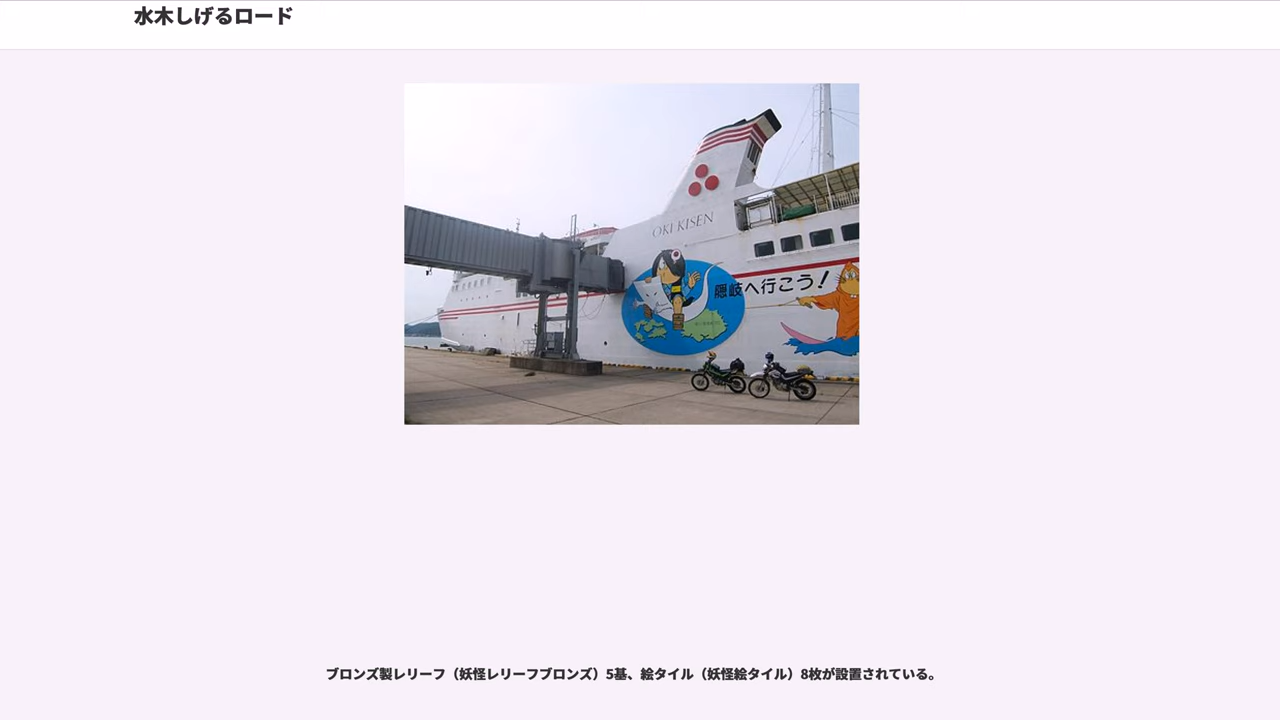 水木しげるロード
OKI KISEN
隠岐へ行こう！
ブロンズ製レリーフ（妖怪レリーフブロンズ）5基、絵タイル（妖怪絵タイル）8枚が設置されている。